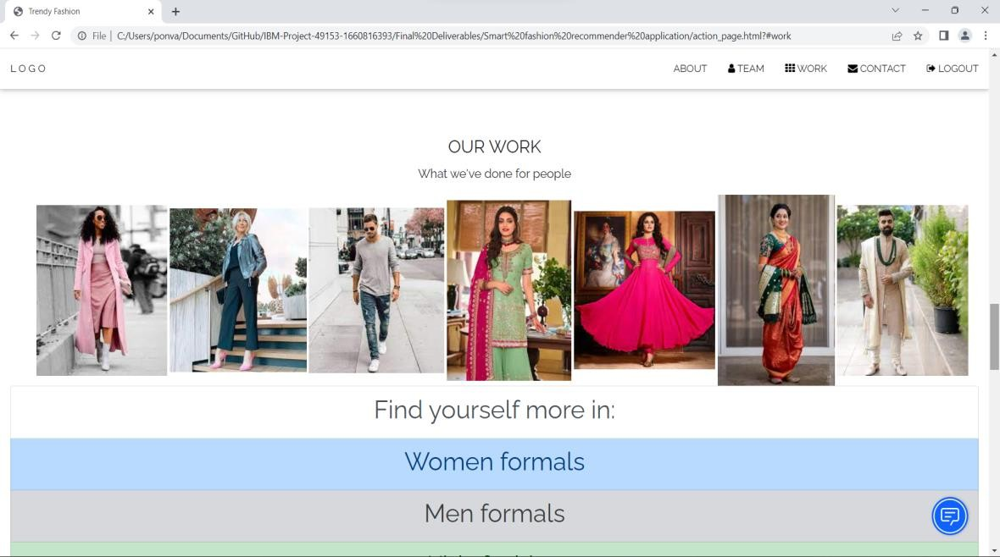 Trendy Fashion
File | C:/Users/ponva/Documents/GitHub/IBM-Project-49153-1660816393/Final%20Deliverables/Smart%20fashion%20recommender%20application/action_page.html?#work
LOGO
ABOUT TEAM WORK CONTACT LOGOUT
OUR WORK
What we've done for people
Find yourself more in:
Women formals
Men formals